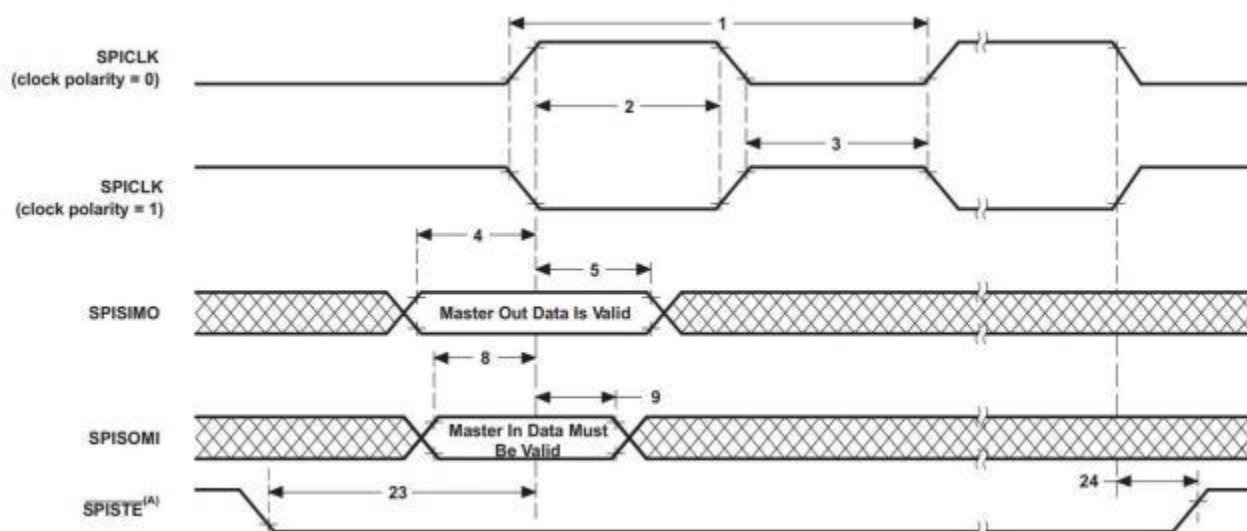 1
SPICLK
(clock polarity = 0)
2
3
SPICLK
(clock polarity = 1)
4
5
SPISIMO
Master Out Data Is Valid
8
9
SPISOMI
Master In Data Must
Be Valid
23
24
SPISTE(A)